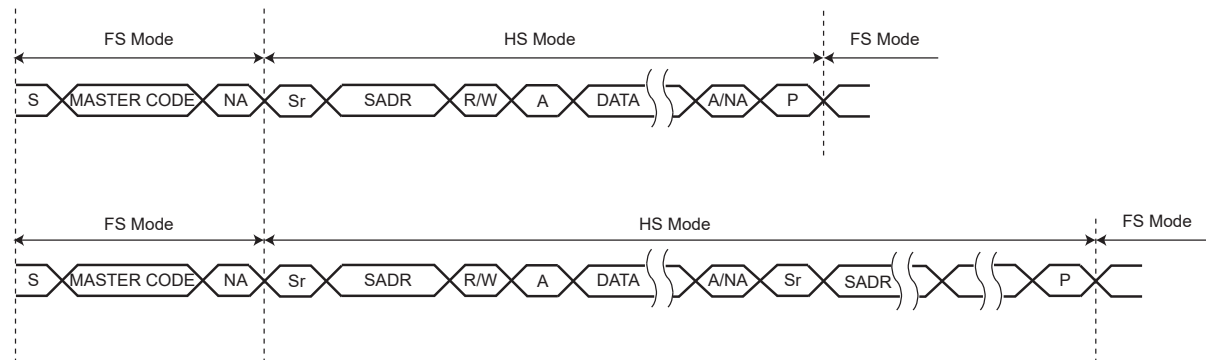 FS Mode HS Mode FS Mode
S MASTER CODE NA Sr SADR R/W A DATA A/NA P
FS Mode HS Mode FS Mode
S MASTER CODE NA Sr SADR R/W A DATA A/NA Sr SADR P